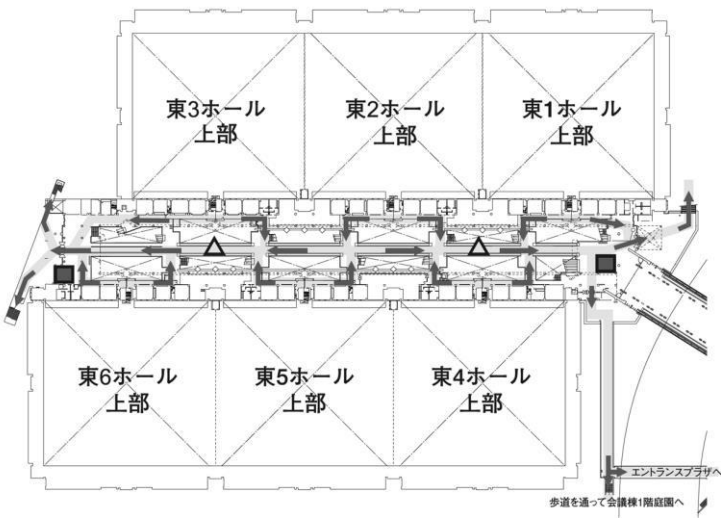 東3ホール
上部
東2ホール
上部
東1ホール
上部
東6ホール
上部
東5ホール
上部
東4ホール
上部
エントランスプラザへ
歩道を通って会議棟1階庭園へ